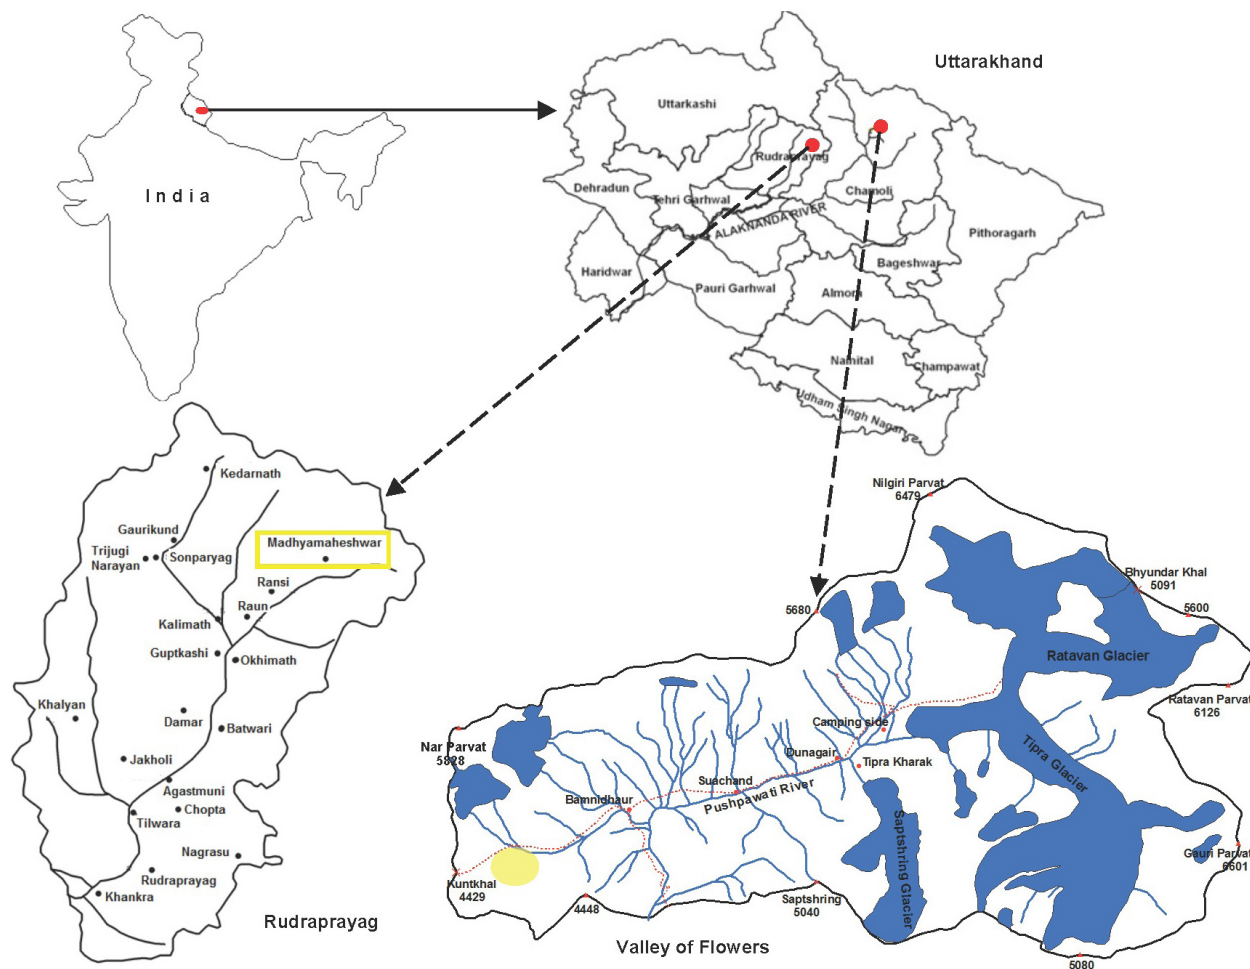 India
Uttarakhand
Uttarkashi
Rudraprayag
Dehradun
Tehri Garhwal
Chamoli
ALAKNANDA RIVER
Pithoragarh
Haridwar
Bageshwar
Pauri Garhwal
Almora
Nainital
Champawat
Udham Singh Nagar
Kedarnath
Gaurikund
Madhyamaheshwar
Trijugi
Narayan
Sonparyag
Ransi
Raun
Kalimath
Guptkashi
Okhimath
Khalyan
Damar
Batwari
Jakholi
Agastmuni
Chopta
Tilwara
Nagrasu
Rudraprayag
Khankra
Rudraprayag
Nilgiri Parvat
6479
Bhyundar Khal
5091
5680
5600
Ratavan Glacier
Ratavan Parvat
6126
Camping side
Nar Parvat
5828
Dunagair
Tipra Kharak
Tipra Glacier
Suachand
Pushpawati River
Bamnidhaur
Saptshring Glacier
Gauri Parvat
6601
Kuntkhal
4429
4448
Saptshring
5040
5080
Valley of Flowers